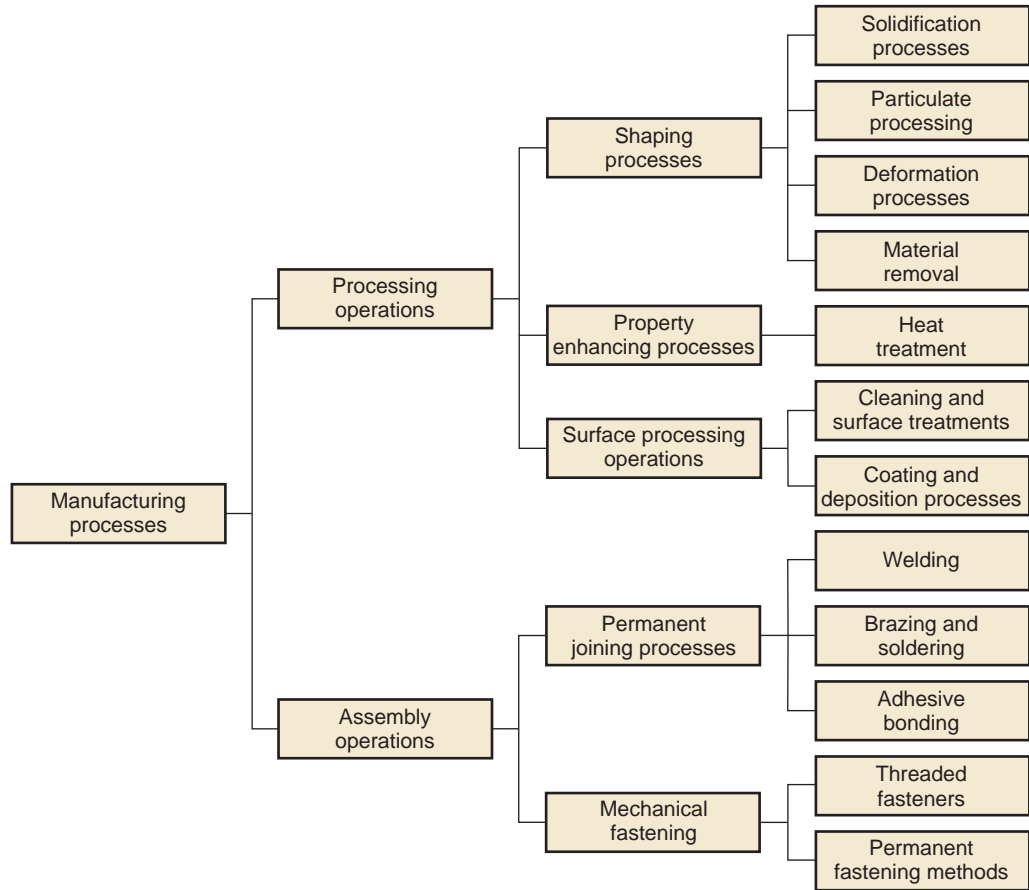 Solidification
processes
Particulate
processing
Shaping
processes
Deformation
processes
Material
removal
Processing
operations
Property
enhancing processes
Heat
treatment
Cleaning and
surface treatments
Surface processing
operations
Coating and
deposition processes
Manufacturing
processes
Welding
Permanent
joining processes
Brazing and
soldering
Adhesive
bonding
Assembly
operations
Threaded
fasteners
Mechanical
fastening
Permanent
fastening methods